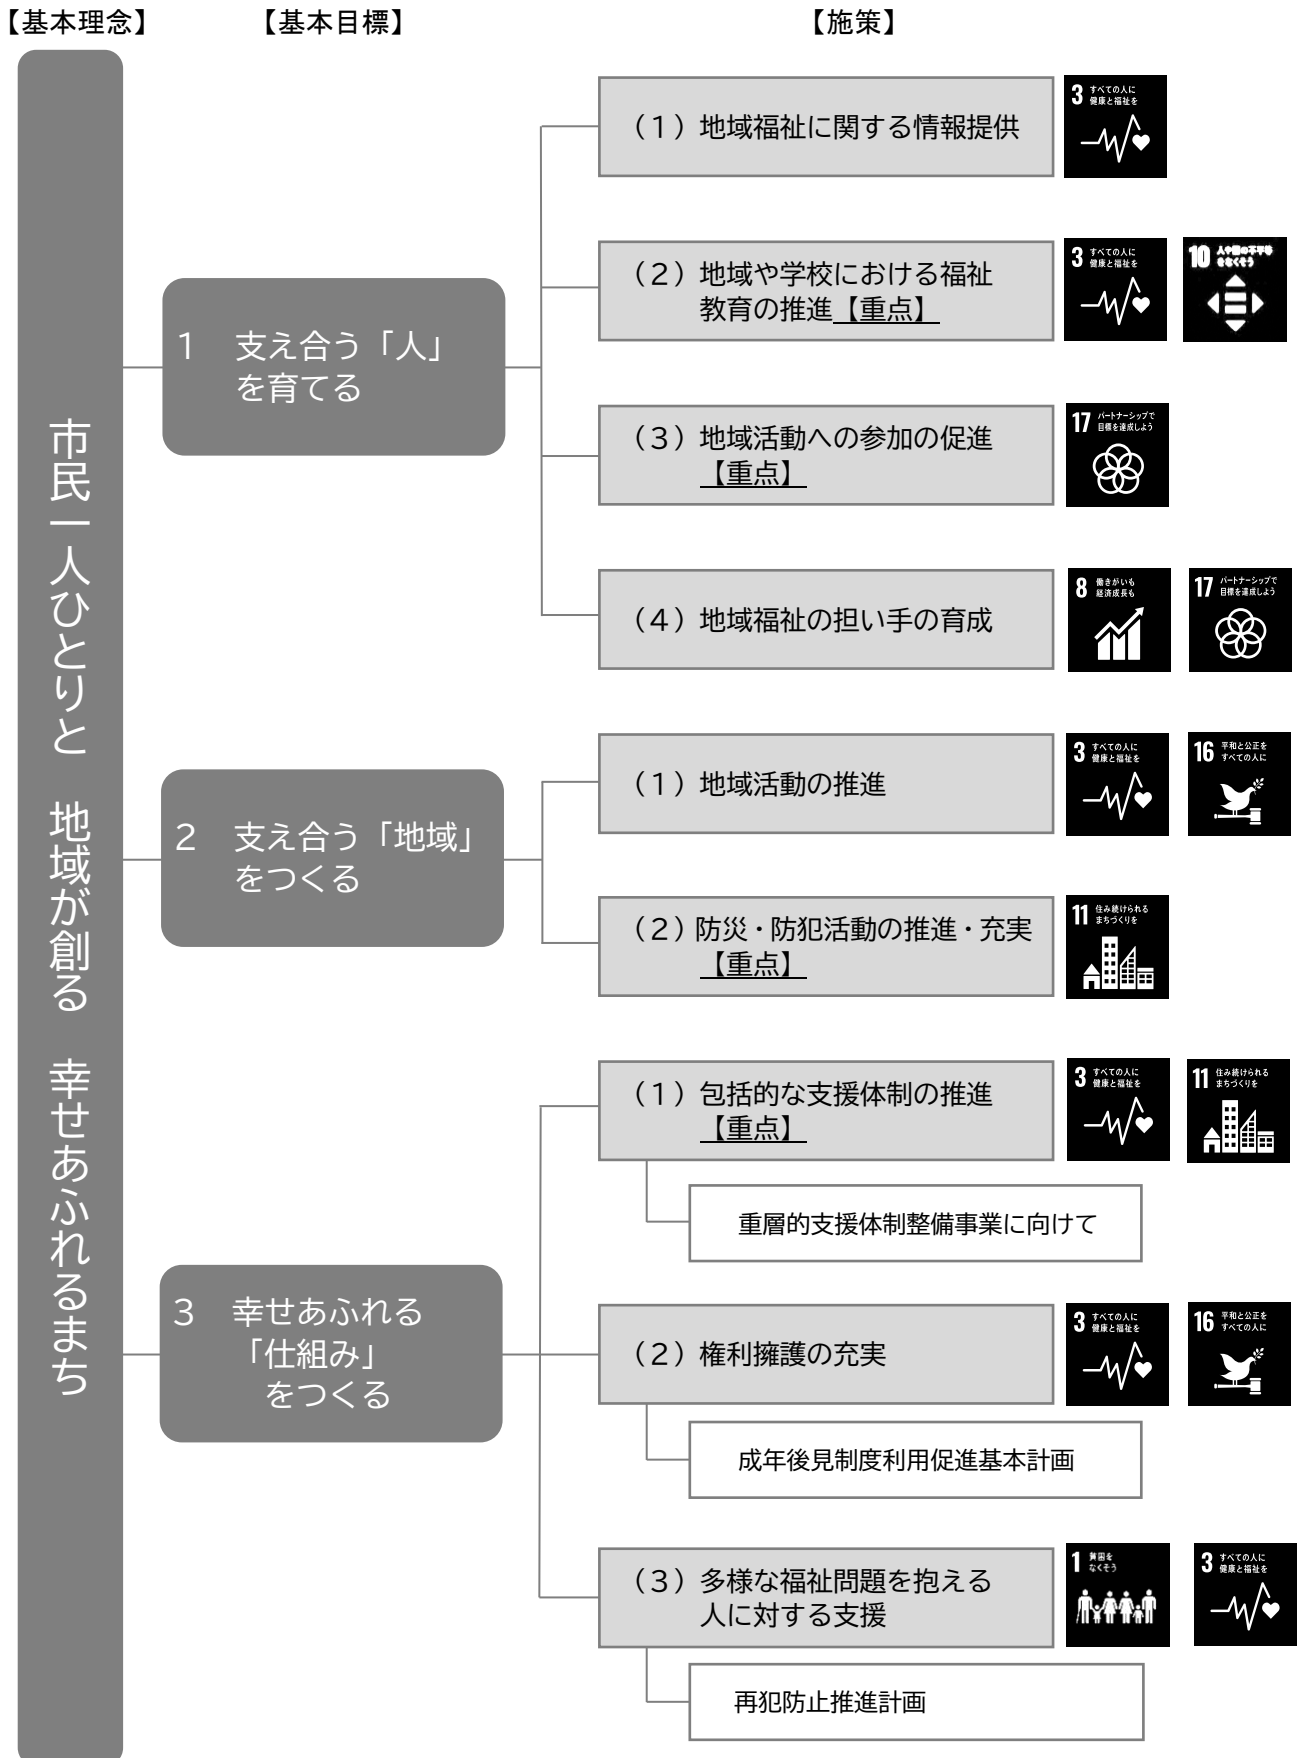 【基本理念】
【基本目標】
【施策】
市民一人ひとりと　地域が創る　幸せあふれるまち
1　支え合う「人」
を育てる
（1）地域福祉に関する情報提供
3 すべての人に
健康と福祉を
（2）地域や学校における福祉
教育の推進【重点】
3 すべての人に
健康と福祉を
10 人や国の不平等
をなくそう
（3）地域活動への参加の促進
【重点】
17 パートナーシップで
目標を達成しよう
（4）地域福祉の担い手の育成
8 働きがいも
経済成長も
17 パートナーシップで
目標を達成しよう
2　支え合う「地域」
をつくる
（1）地域活動の推進
3 すべての人に
健康と福祉を
16 平和と公正を
すべての人に
（2）防災・防犯活動の推進・充実
【重点】
11 住み続けられる
まちづくりを
3　幸せあふれる
「仕組み」
をつくる
（1）包括的な支援体制の推進
【重点】
3 すべての人に
健康と福祉を
11 住み続けられる
まちづくりを
重層的支援体制整備事業に向けて
（2）権利擁護の充実
3 すべての人に
健康と福祉を
16 平和と公正を
すべての人に
成年後見制度利用促進基本計画
（3）多様な福祉問題を抱える
人に対する支援
1 貧困を
なくそう
3 すべての人に
健康と福祉を
再犯防止推進計画